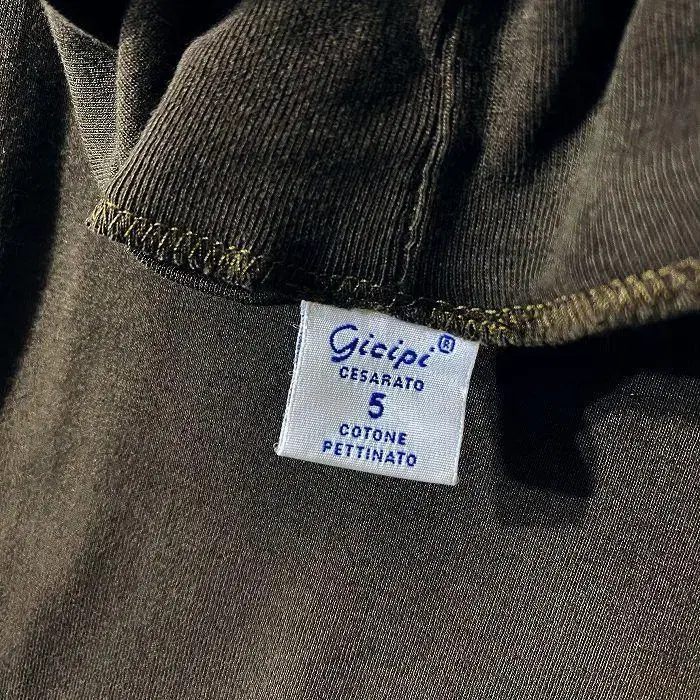 Gicipi®
CESARATO
5
COTONE
PETTINATO